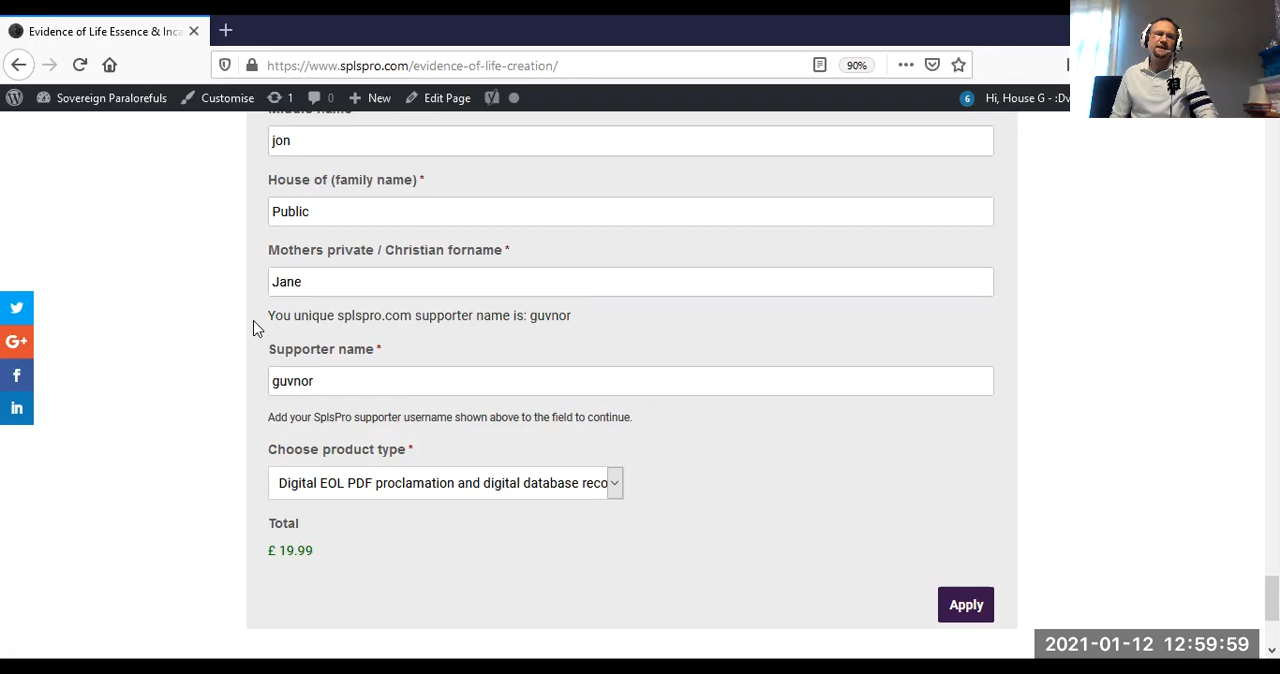 Evidence of Life Essence & Inca
https://www.splspro.com/evidence-of-life-creation/
90%
Sovereign Paralorefuls
Customise
1
0
New
Edit Page
6
Hi, House G - :Dv
jon
House of (family name) *
Public
Mothers private / Christian forname *
Jane
You unique splspro.com supporter name is: guvnor
Supporter name *
guvnor
Add your SplsPro supporter username shown above to the field to continue.
Choose product type *
Digital EOL PDF proclamation and digital database reco
Total
£ 19.99
Apply
G+
f
in
2021-01-12 12:59:59